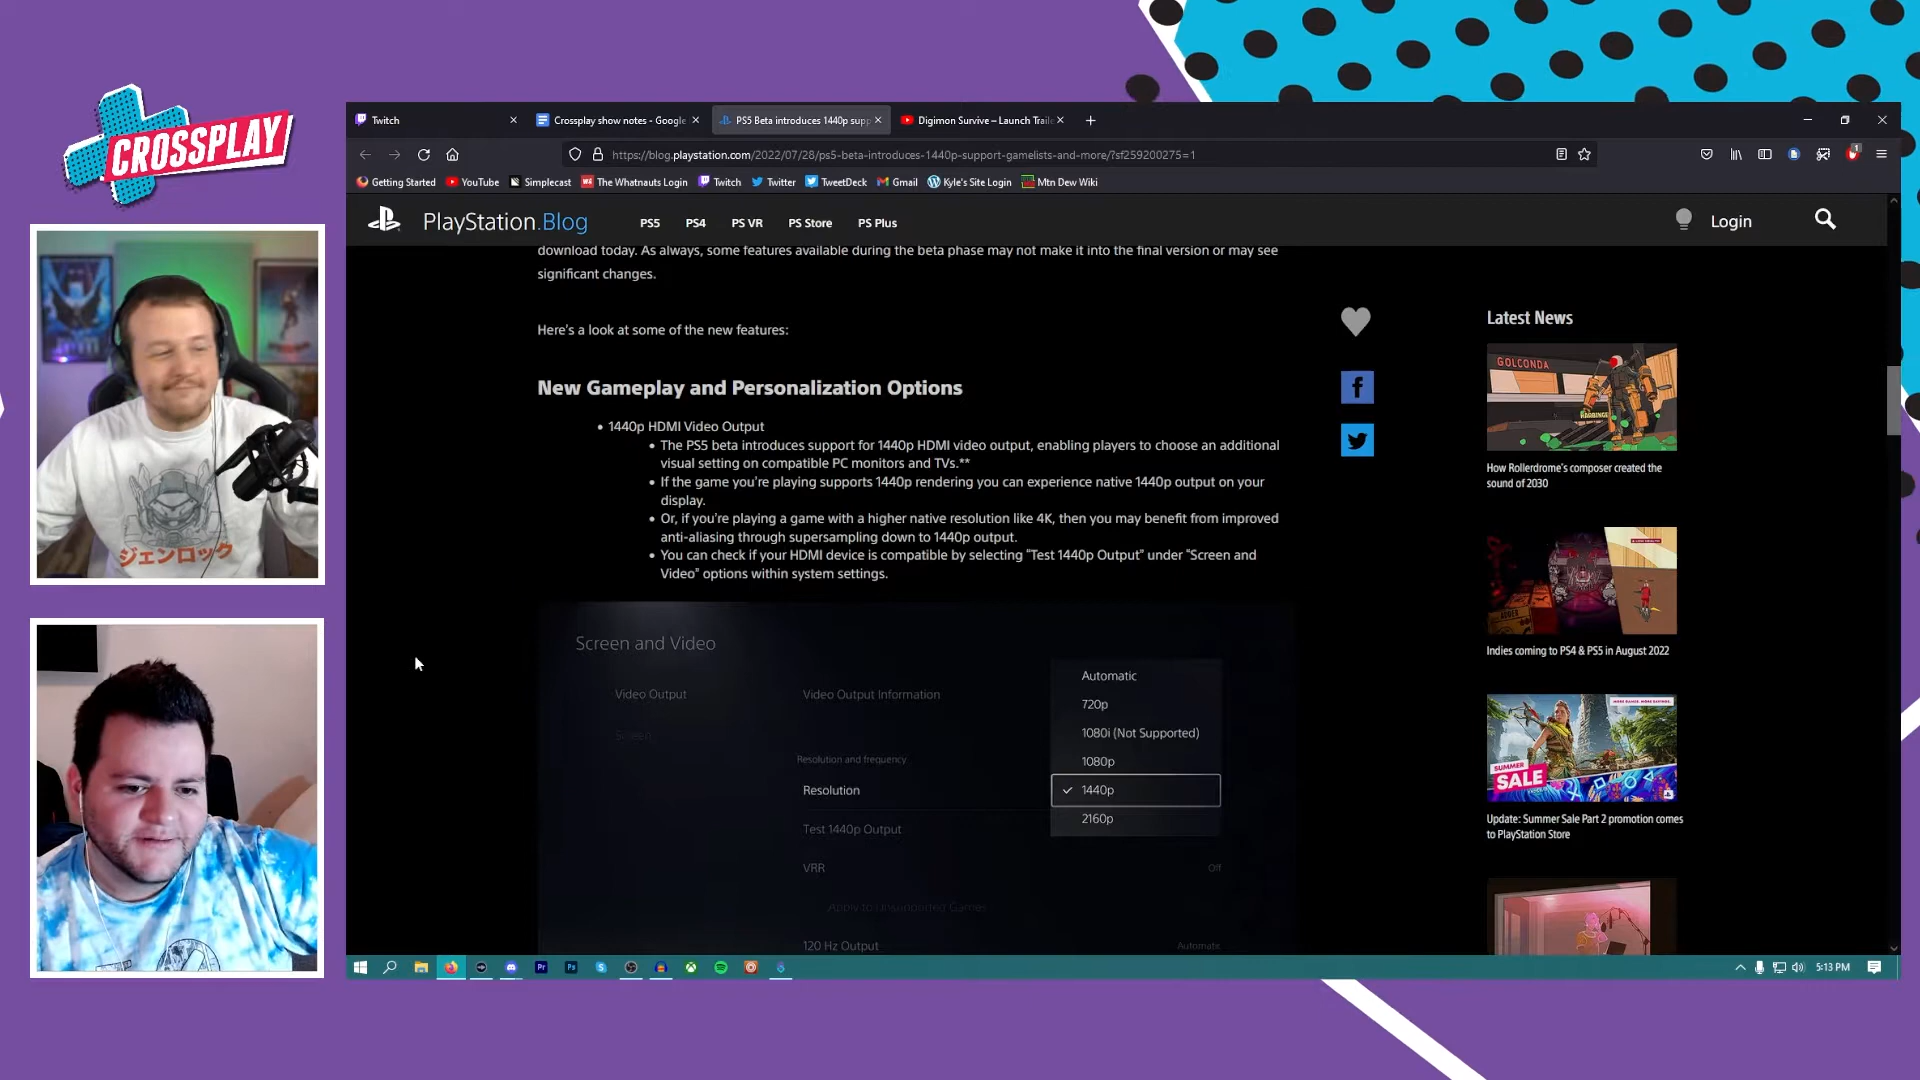 CROSSPLAY
ジェンロック
Twitch
Crossplay show notes - Google
PS5 Beta introduces 1440p supp
Digimon Survive – Launch Traile
https://blog.playstation.com/2022/07/28/ps5-beta-introduces-1440p-support-gamelists-and-more/?sf259200275=1
1
Getting Started
YouTube
Simplecast
The Whatnauts Login
Twitch
Twitter
TweetDeck
Gmail
Kyle's Site Login
Mtn Dew Wiki
PlayStation.Blog
PS5
PS4
PS VR
PS Store
PS Plus
Login
download today. As always, some features available during the beta phase may not make it into the final version or may see
significant changes.
Here's a look at some of the new features:
New Gameplay and Personalization Options
• 1440p HDMI Video Output
• The PS5 beta introduces support for 1440p HDMI video output, enabling players to choose an additional
visual setting on compatible PC monitors and TVs.**
• If the game you're playing supports 1440p rendering you can experience native 1440p output on your
display.
• Or, if you're playing a game with a higher native resolution like 4K, then you may benefit from improved
anti-aliasing through supersampling down to 1440p output.
• You can check if your HDMI device is compatible by selecting "Test 1440p Output" under "Screen and
Video" options within system settings.
Screen and Video
Video Output
Screen
Video Output Information
Resolution and frequency
Resolution
Test 1440p Output
VRR
Off
Apply to Unsupported Games
120 Hz Output
Automatic
Automatic
720p
1080i (Not Supported)
1080p
1440p
2160p
Latest News
GOLCONDA
How Rollerdrome's composer created the
sound of 2030
Indies coming to PS4 & PS5 in August 2022
SUMMER
SALE
Update: Summer Sale Part 2 promotion comes
to PlayStation Store
5:13 PM